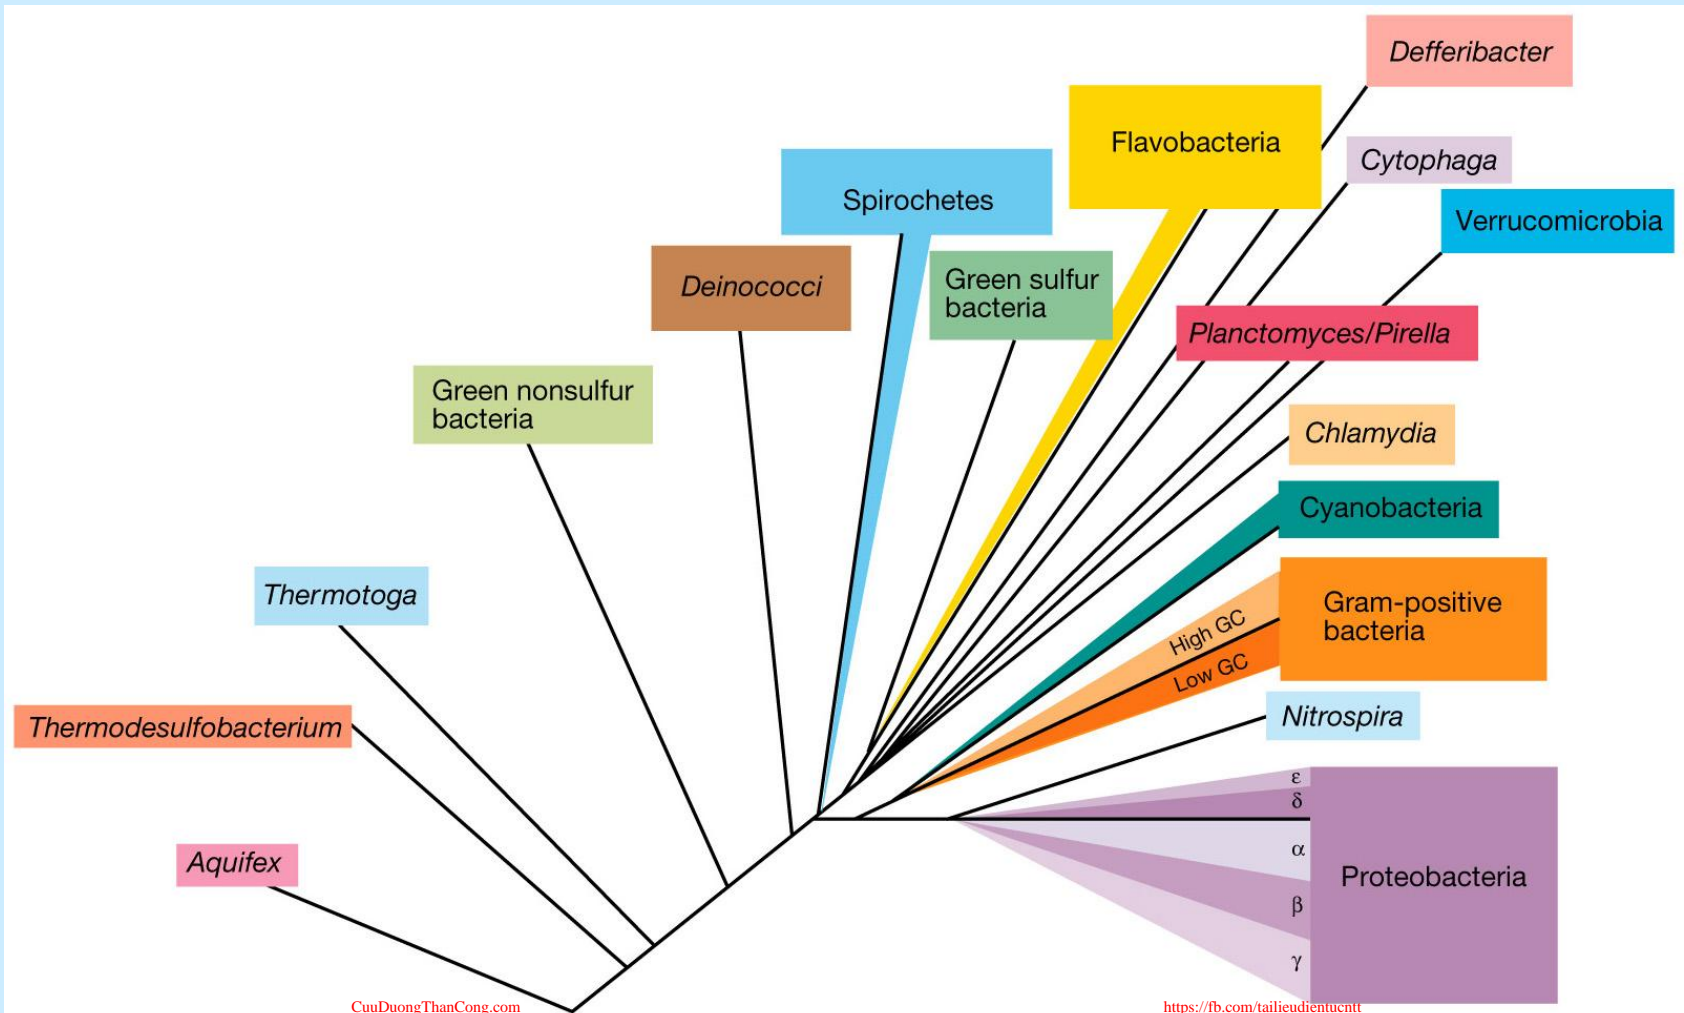 Defferibacter
Flavobacteria
Cytophaga
Spirochetes
Verrucomicrobia
Deinococci
Green sulfur
bacteria
Planctomyces/Pirella
Green nonsulfur
bacteria
Chlamydia
Cyanobacteria
Thermotoga
High GC
Low GC
Gram-positive
bacteria
Nitrospira
Thermodesulfobacterium
ε
δ
α
β
γ
Proteobacteria
Aquifex
CuuDuongThanCong.com
https://fb.com/tailieudientucntt